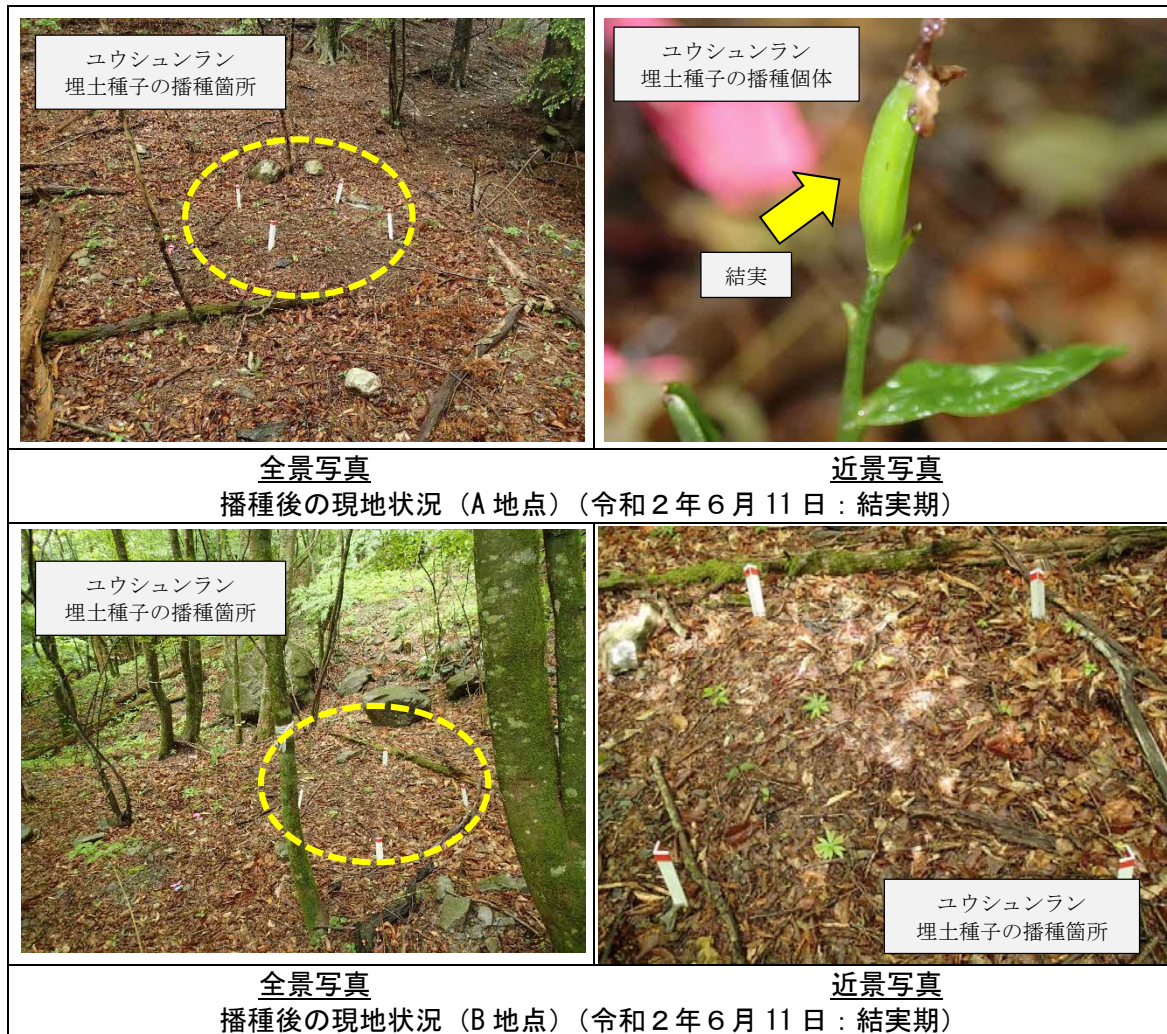 ユウシュンラン
埋土種子の播種箇所
ユウシュンラン
埋土種子の播種個体
結実
全景写真
近景写真
播種後の現地状況（A 地点）（令和２年６月 11 日：結実期）
ユウシュンラン
埋土種子の播種箇所
ユウシュンラン
埋土種子の播種箇所
全景写真
近景写真
播種後の現地状況（B 地点）（令和２年６月 11 日：結実期）